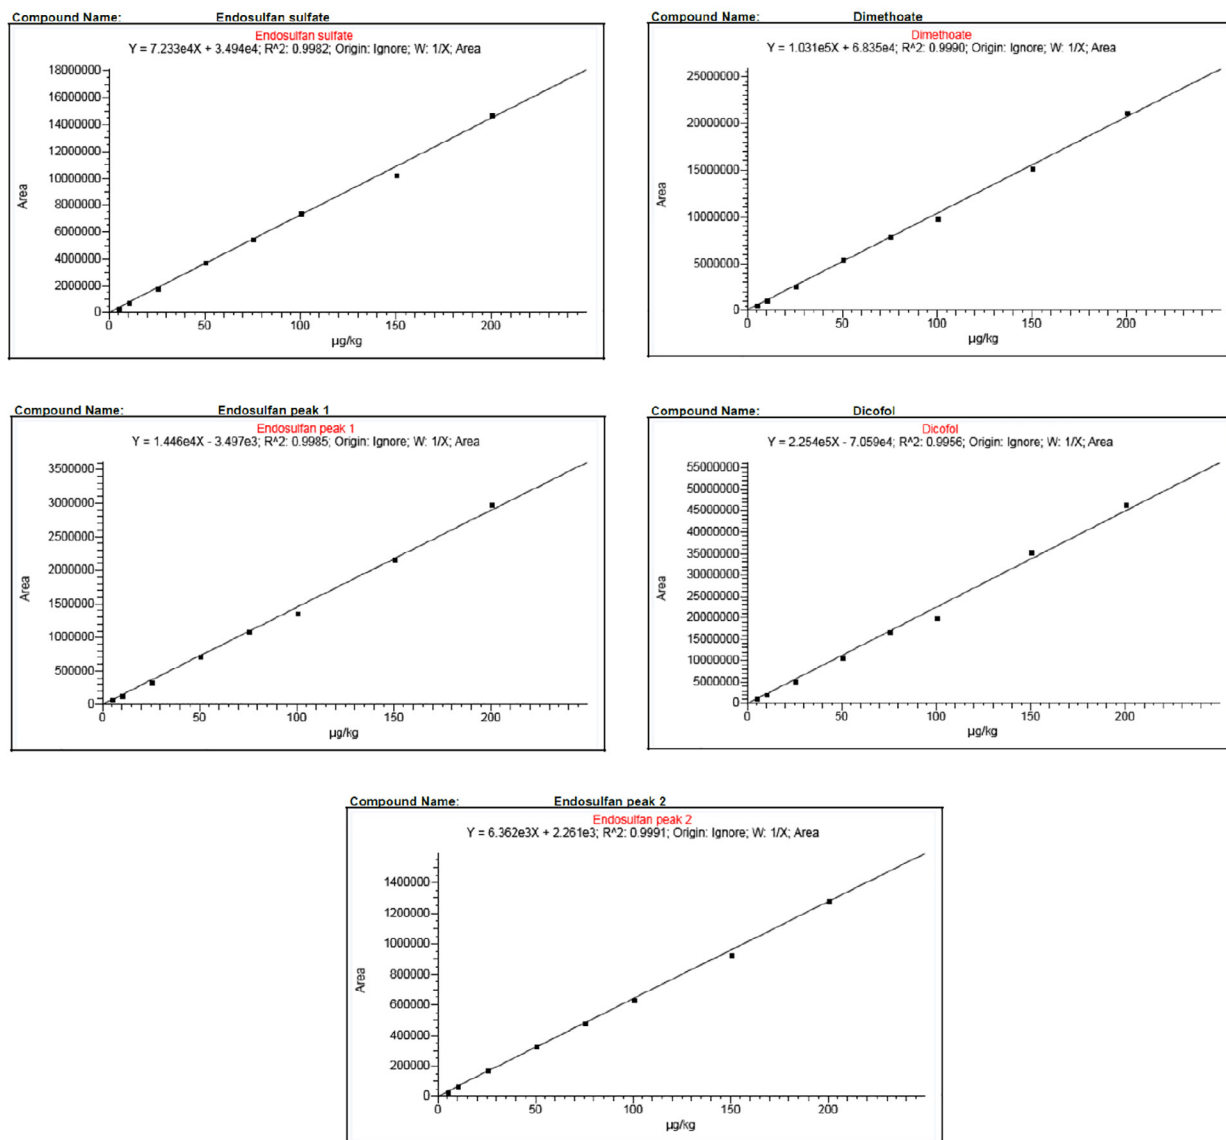 Compound Name: Endosulfan sulfate
Endosulfan sulfate
Y = 7.233e4X + 3.494e4; R^2: 0.9982; Origin: Ignore; W: 1/X; Area
18000000
16000000
14000000
12000000
10000000
8000000
6000000
4000000
2000000
0
Area
0 50 100 150 200
µg/kg
Compound Name: Dimethoate
Dimethoate
Y = 1.031e5X + 6.835e4; R^2: 0.9990; Origin: Ignore; W: 1/X; Area
25000000
20000000
15000000
10000000
5000000
0
Area
0 50 100 150 200
µg/kg
Compound Name: Endosulfan peak 1
Endosulfan peak 1
Y = 1.446e4X - 3.497e3; R^2: 0.9985; Origin: Ignore; W: 1/X; Area
3500000
3000000
2500000
2000000
1500000
1000000
500000
0
Area
0 50 100 150 200
µg/kg
Compound Name: Dicofol
Dicofol
Y = 2.254e5X - 7.059e4; R^2: 0.9956; Origin: Ignore; W: 1/X; Area
55000000
50000000
45000000
40000000
35000000
30000000
25000000
20000000
15000000
10000000
5000000
0
Area
0 50 100 150 200
µg/kg
Compound Name: Endosulfan peak 2
Endosulfan peak 2
Y = 6.362e3X + 2.261e3; R^2: 0.9991; Origin: Ignore; W: 1/X; Area
1400000
1200000
1000000
800000
600000
400000
200000
0
Area
0 50 100 150 200
µg/kg